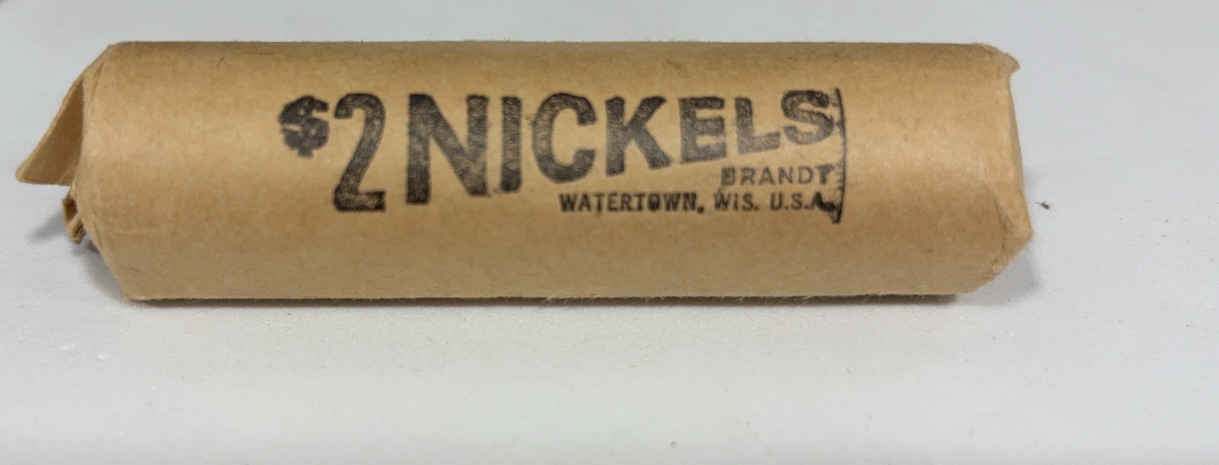 $2 NICKELS
BRANDT
WATERTOWN, WIS. U.S.A.